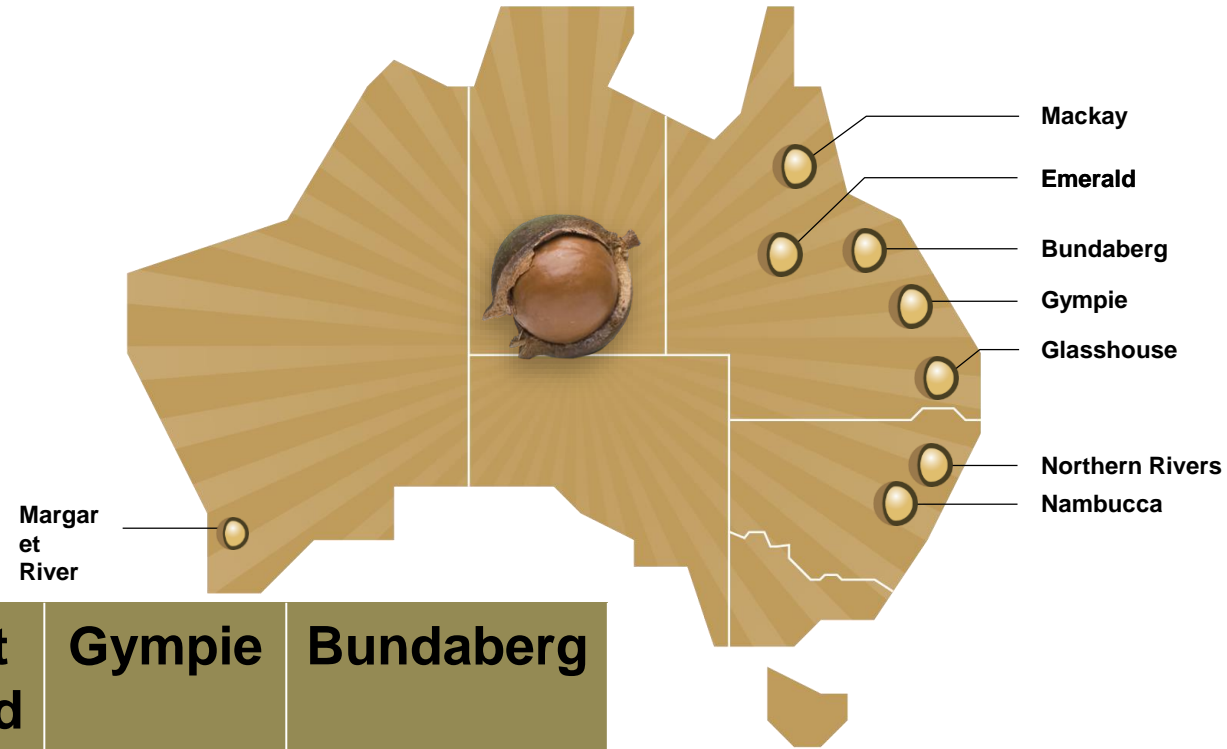 Mackay
Emerald
Bundaberg
Gympie
Glasshouse
Northern Rivers
Nambucca
Margar
et
River
Gympie
Bundaberg